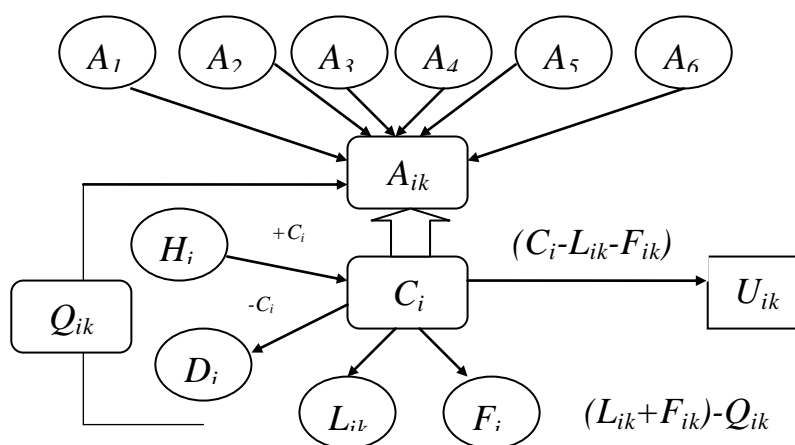 A1 A2 A3 A4 A5 A6
Aik
+Ci
Hi
(Ci-Lik-Fik)
Ci
Uik
Qik
-Ci
Di
Lik
Fi
(Lik+Fik)-Qik